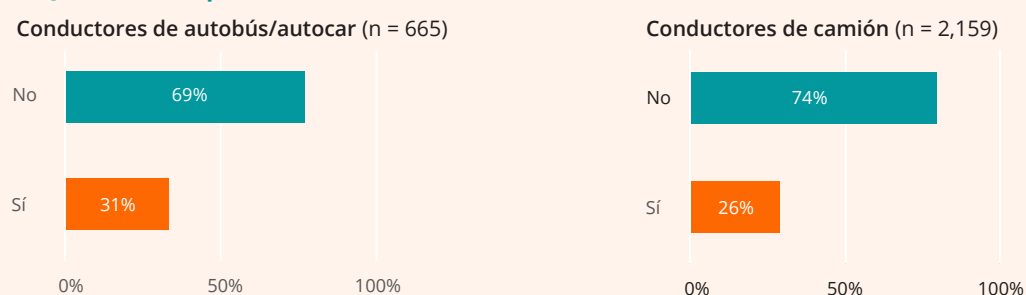 Conductores de autobús/autocar (n = 665)
No
69%
Sí
31%
0% 50% 100%
Conductores de camión (n = 2,159)
No
74%
Sí
26%
0% 50% 100%